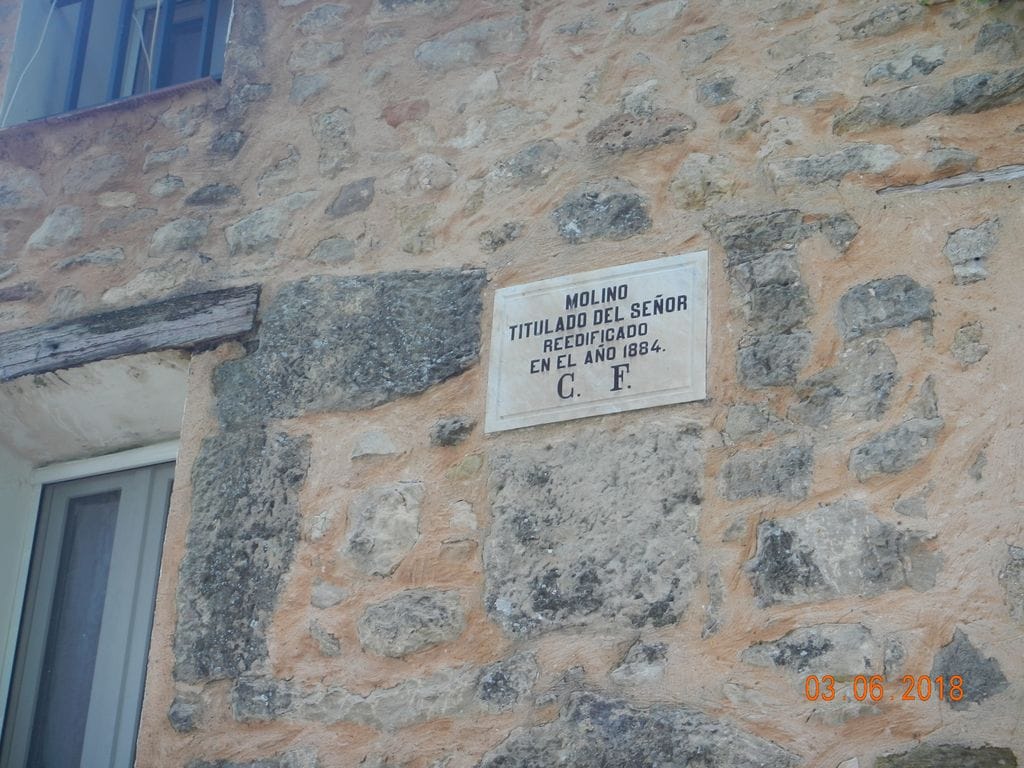 MOLINO
TITULADO DEL SEÑOR
REEDIFICADO
EN EL AÑO 1884.
C. F.
03.06.2018